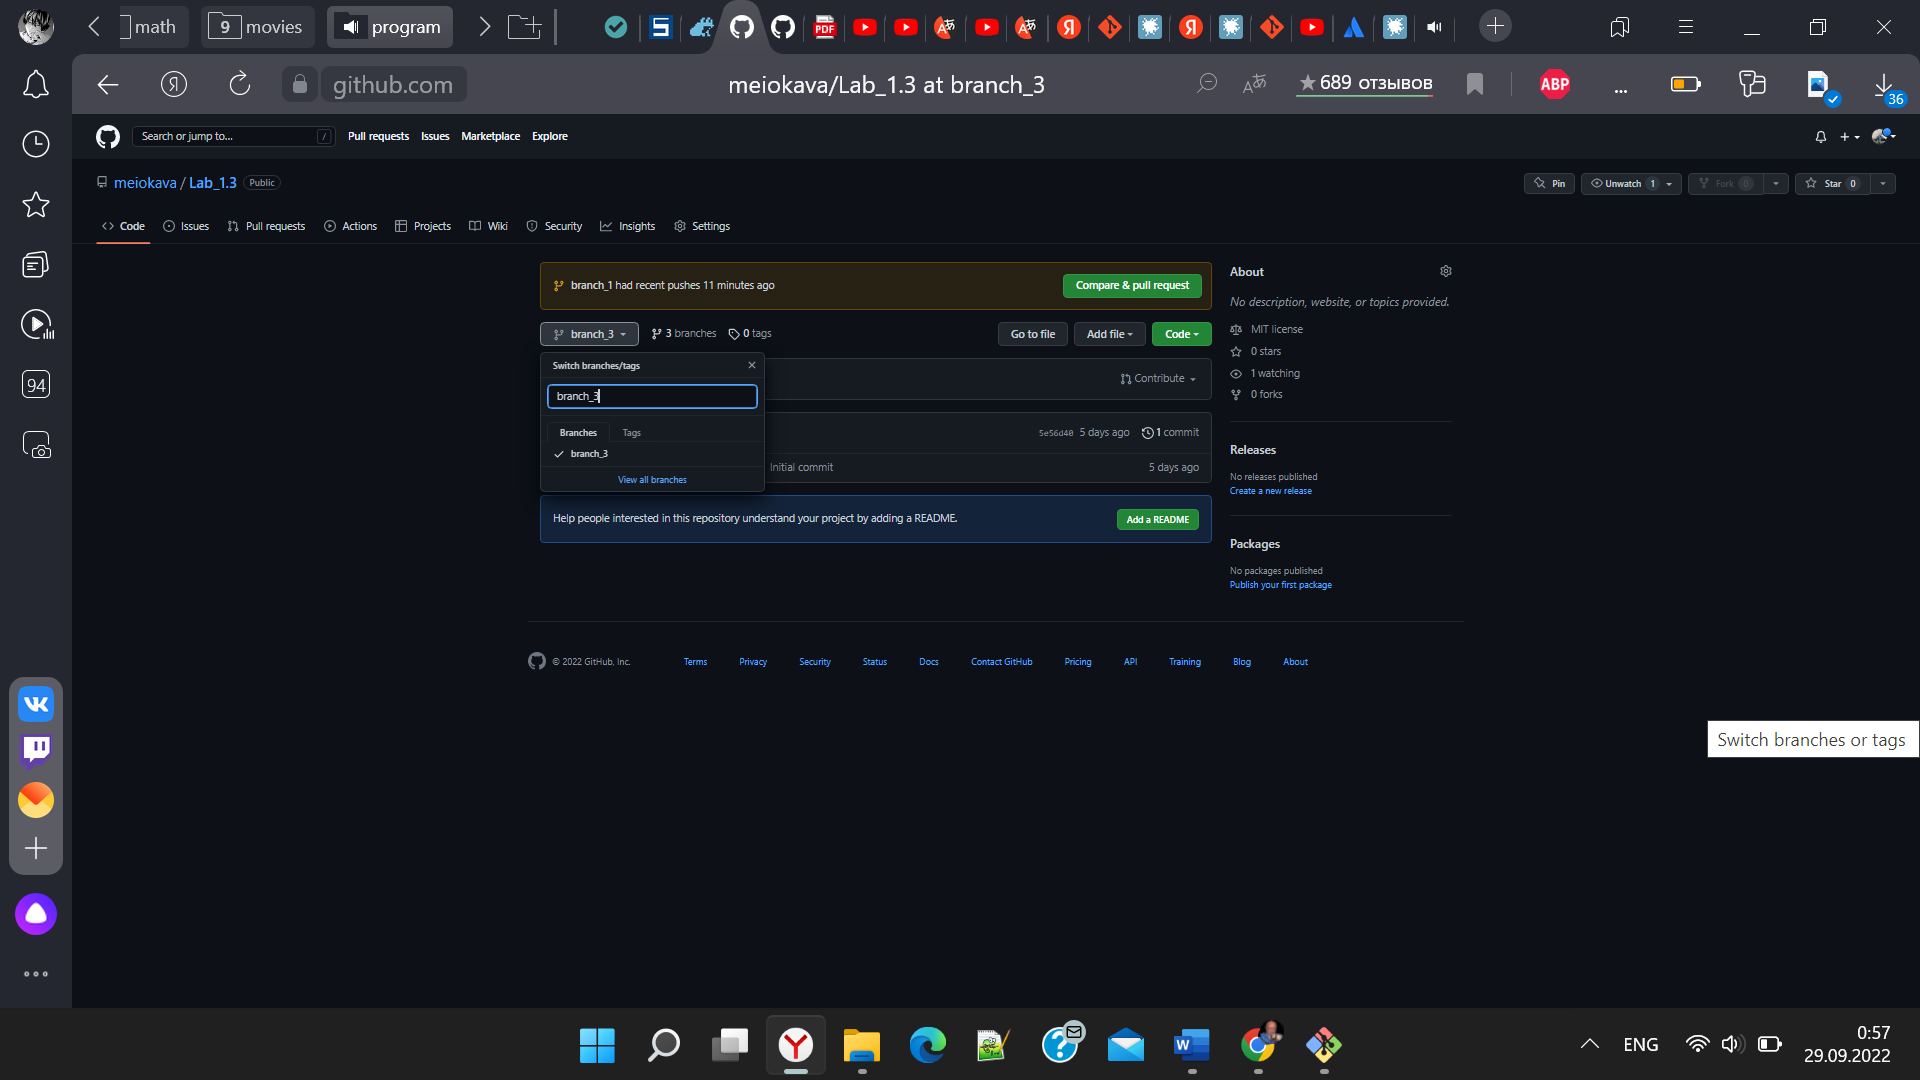 math
9 movies
program
PDF
github.com
meiokava/Lab_1.3 at branch_3
★ 689 отзывов
ABP
...
36
Search or jump to... /
Pull requests Issues Marketplace Explore
meiokava / Lab_1.3 Public
Pin
Unwatch 1
Fork 0
Star 0
Code Issues Pull requests Actions Projects Wiki Security Insights Settings
branch_1 had recent pushes 11 minutes ago
Compare & pull request
branch_3
3 branches 0 tags
Go to file
Add file
Code
Switch branches/tags
branch_3
Branches Tags
branch_3
View all branches
Contribute
5e56d40 5 days ago 1 commit
Initial commit 5 days ago
Help people interested in this repository understand your project by adding a README.
Add a README
About
No description, website, or topics provided.
MIT license
0 stars
1 watching
0 forks
Releases
No releases published
Create a new release
Packages
No packages published
Publish your first package
© 2022 GitHub, Inc. Terms Privacy Security Status Docs Contact GitHub Pricing API Training Blog About
94
Switch branches or tags
ENG
0:57
29.09.2022